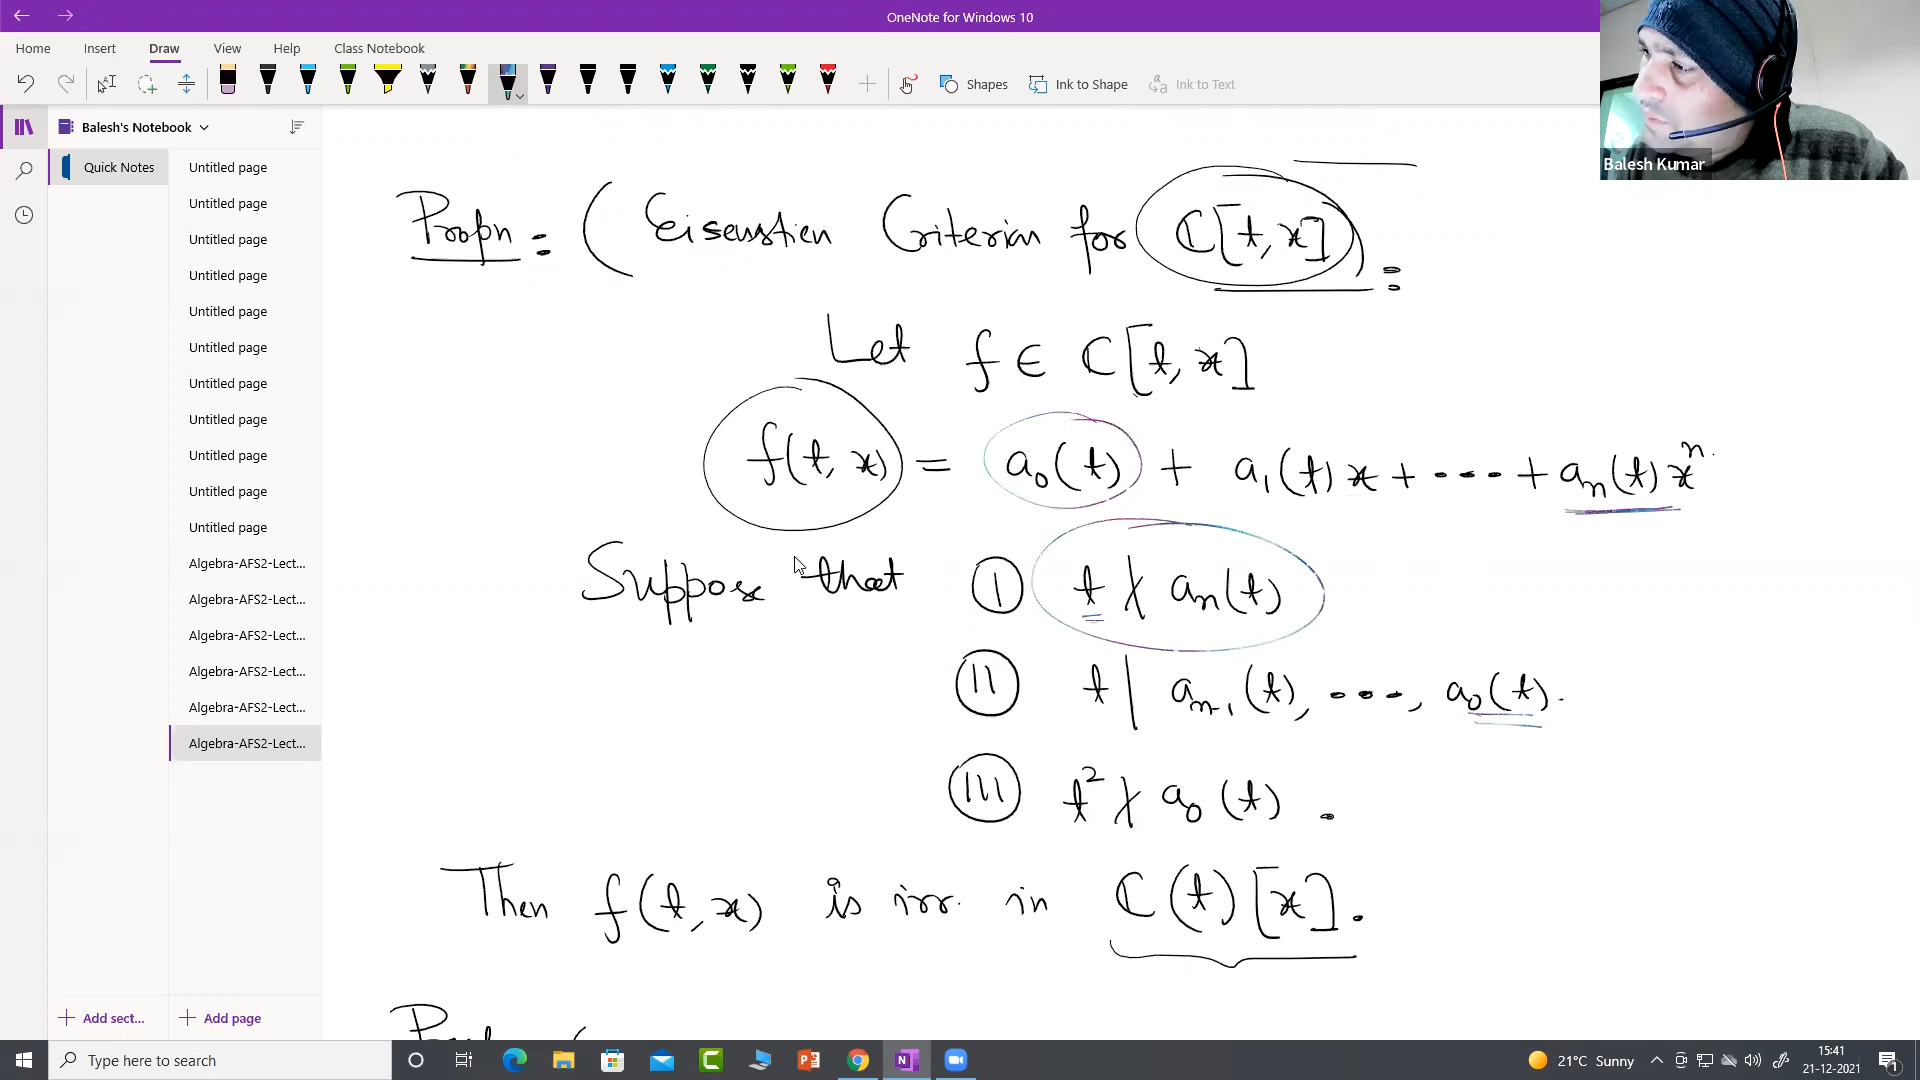 OneNote for Windows 10
Home Insert Draw View Help Class Notebook
Shapes Ink to Shape Ink to Text
Balesh Kumar
Balesh's Notebook
Quick Notes
Untitled page
Untitled page
Untitled page
Untitled page
Untitled page
Untitled page
Untitled page
Untitled page
Untitled page
Untitled page
Untitled page
Algebra-AFS2-Lect...
Algebra-AFS2-Lect...
Algebra-AFS2-Lect...
Algebra-AFS2-Lect...
Algebra-AFS2-Lect...
Algebra-AFS2-Lect...
Add sect...
Add page
Propn : (Eisenstien Criterian for ℂ[t,x]) :
Let f ∈ ℂ[t,x]
f(t,x) = a₀(t) + a₁(t)x + ... + aₙ(t)xⁿ.
Suppose that Ⓘ t ∤ aₙ(t)
Ⅱ t | aₙ₋₁(t), ..., a₀(t).
Ⅲ t² ∤ a₀(t) .
Then f(t,x) is irr. in ℂ(t)[x].
Type here to search
21°C Sunny
15:41
21-12-2021